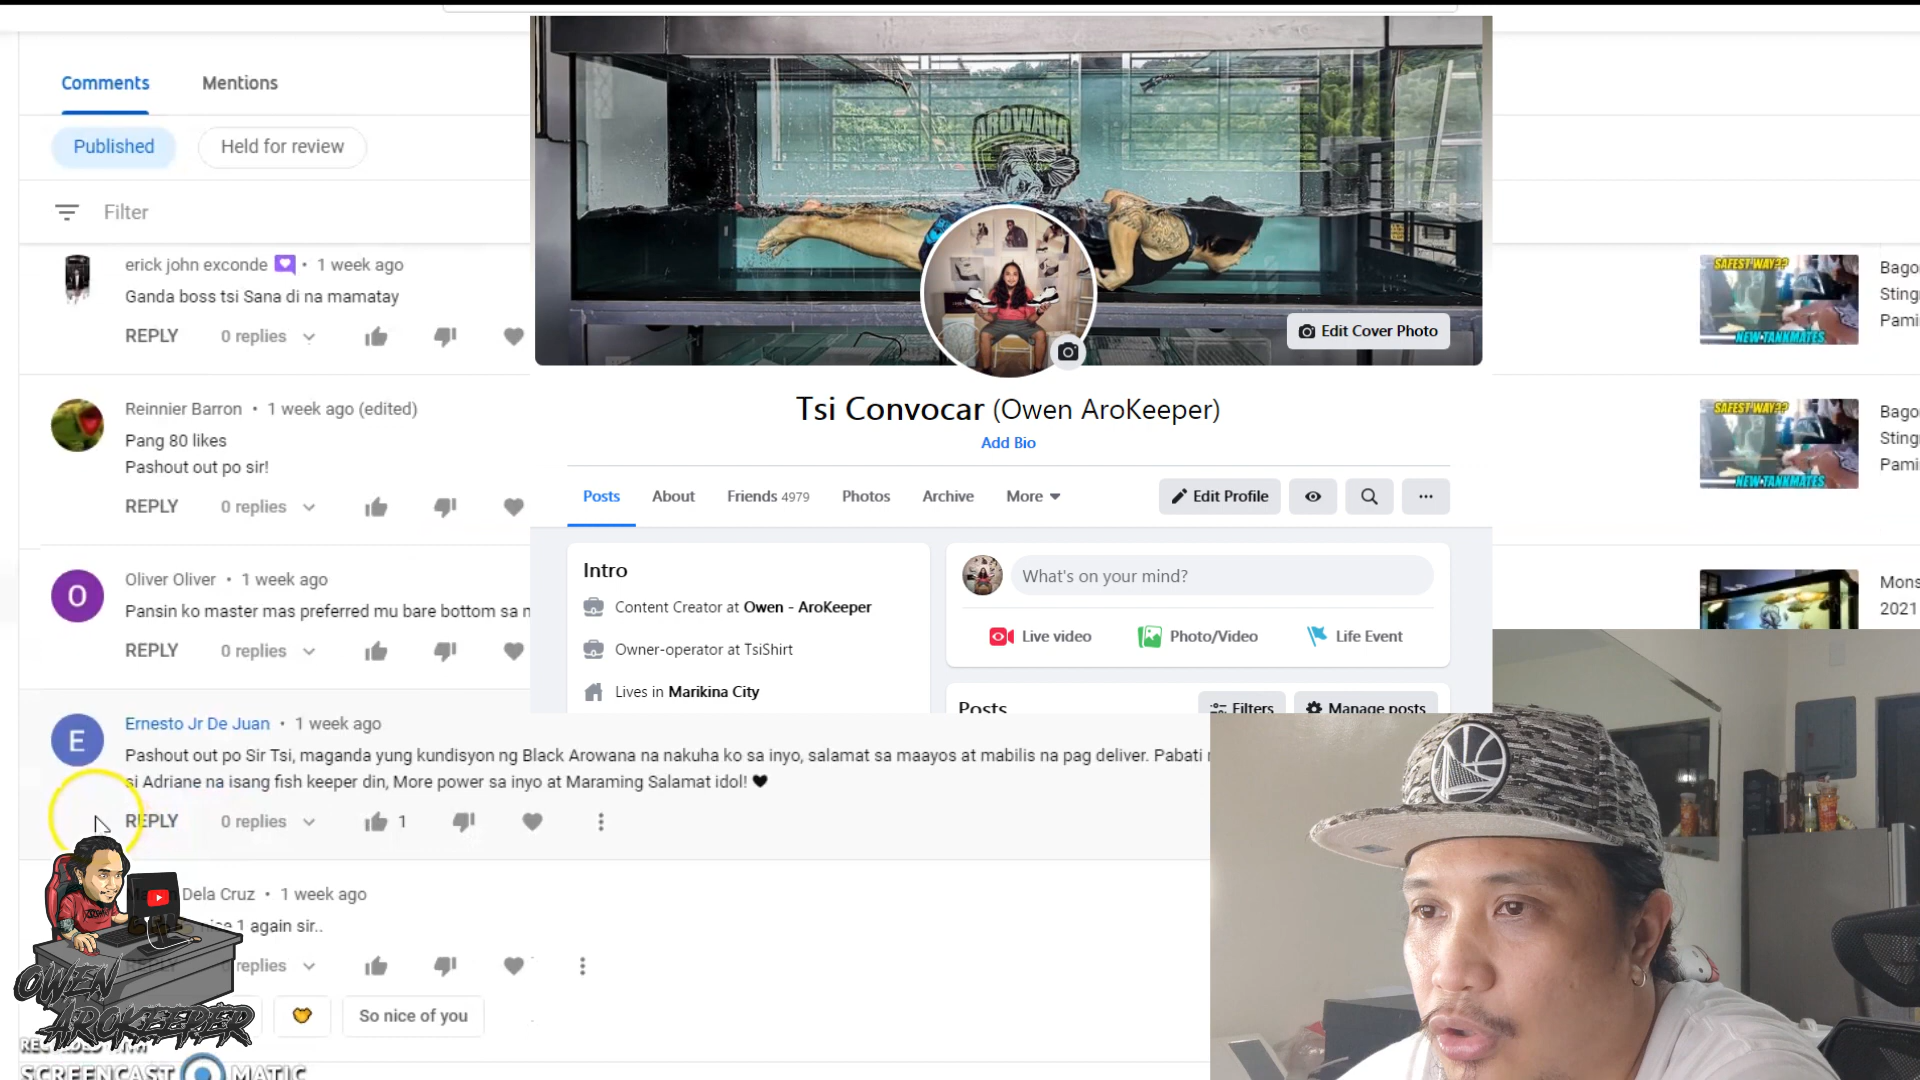 Comments
Mentions
Published
Held for review
Filter
erick john exconde • 1 week ago
Ganda boss tsi Sana di na mamatay
REPLY 0 replies
Reinnier Barron • 1 week ago (edited)
Pang 80 likes
Pashout out po sir!
REPLY 0 replies
O
Oliver Oliver • 1 week ago
Pansin ko master mas preferred mu bare bottom sa
REPLY 0 replies
E
Ernesto Jr De Juan • 1 week ago
Pashout out po Sir Tsi, maganda yung kundisyon ng Black Arowana na nakuha ko sa inyo, salamat sa maayos at mabilis na pag deliver. Pabati
si Adriane na isang fish keeper din, More power sa inyo at Maraming Salamat idol! ♥
REPLY 0 replies 1
Dela Cruz • 1 week ago
1 again sir..
replies
So nice of you
OWEN
AROKEEPER
SCREENCAST MATIC
AROWANA
Edit Cover Photo
Tsi Convocar (Owen AroKeeper)
Add Bio
Posts About Friends 4979 Photos Archive More
Edit Profile
Intro
Content Creator at Owen - AroKeeper
Owner-operator at TsiShirt
Lives in Marikina City
What's on your mind?
Live video Photo/Video Life Event
Posts
Filters
Manage posts
SAFEST WAY??
NEW TANKMATES
Bago
Sting
Pami
SAFEST WAY??
NEW TANKMATES
Bago
Sting
Pami
Mons
2021